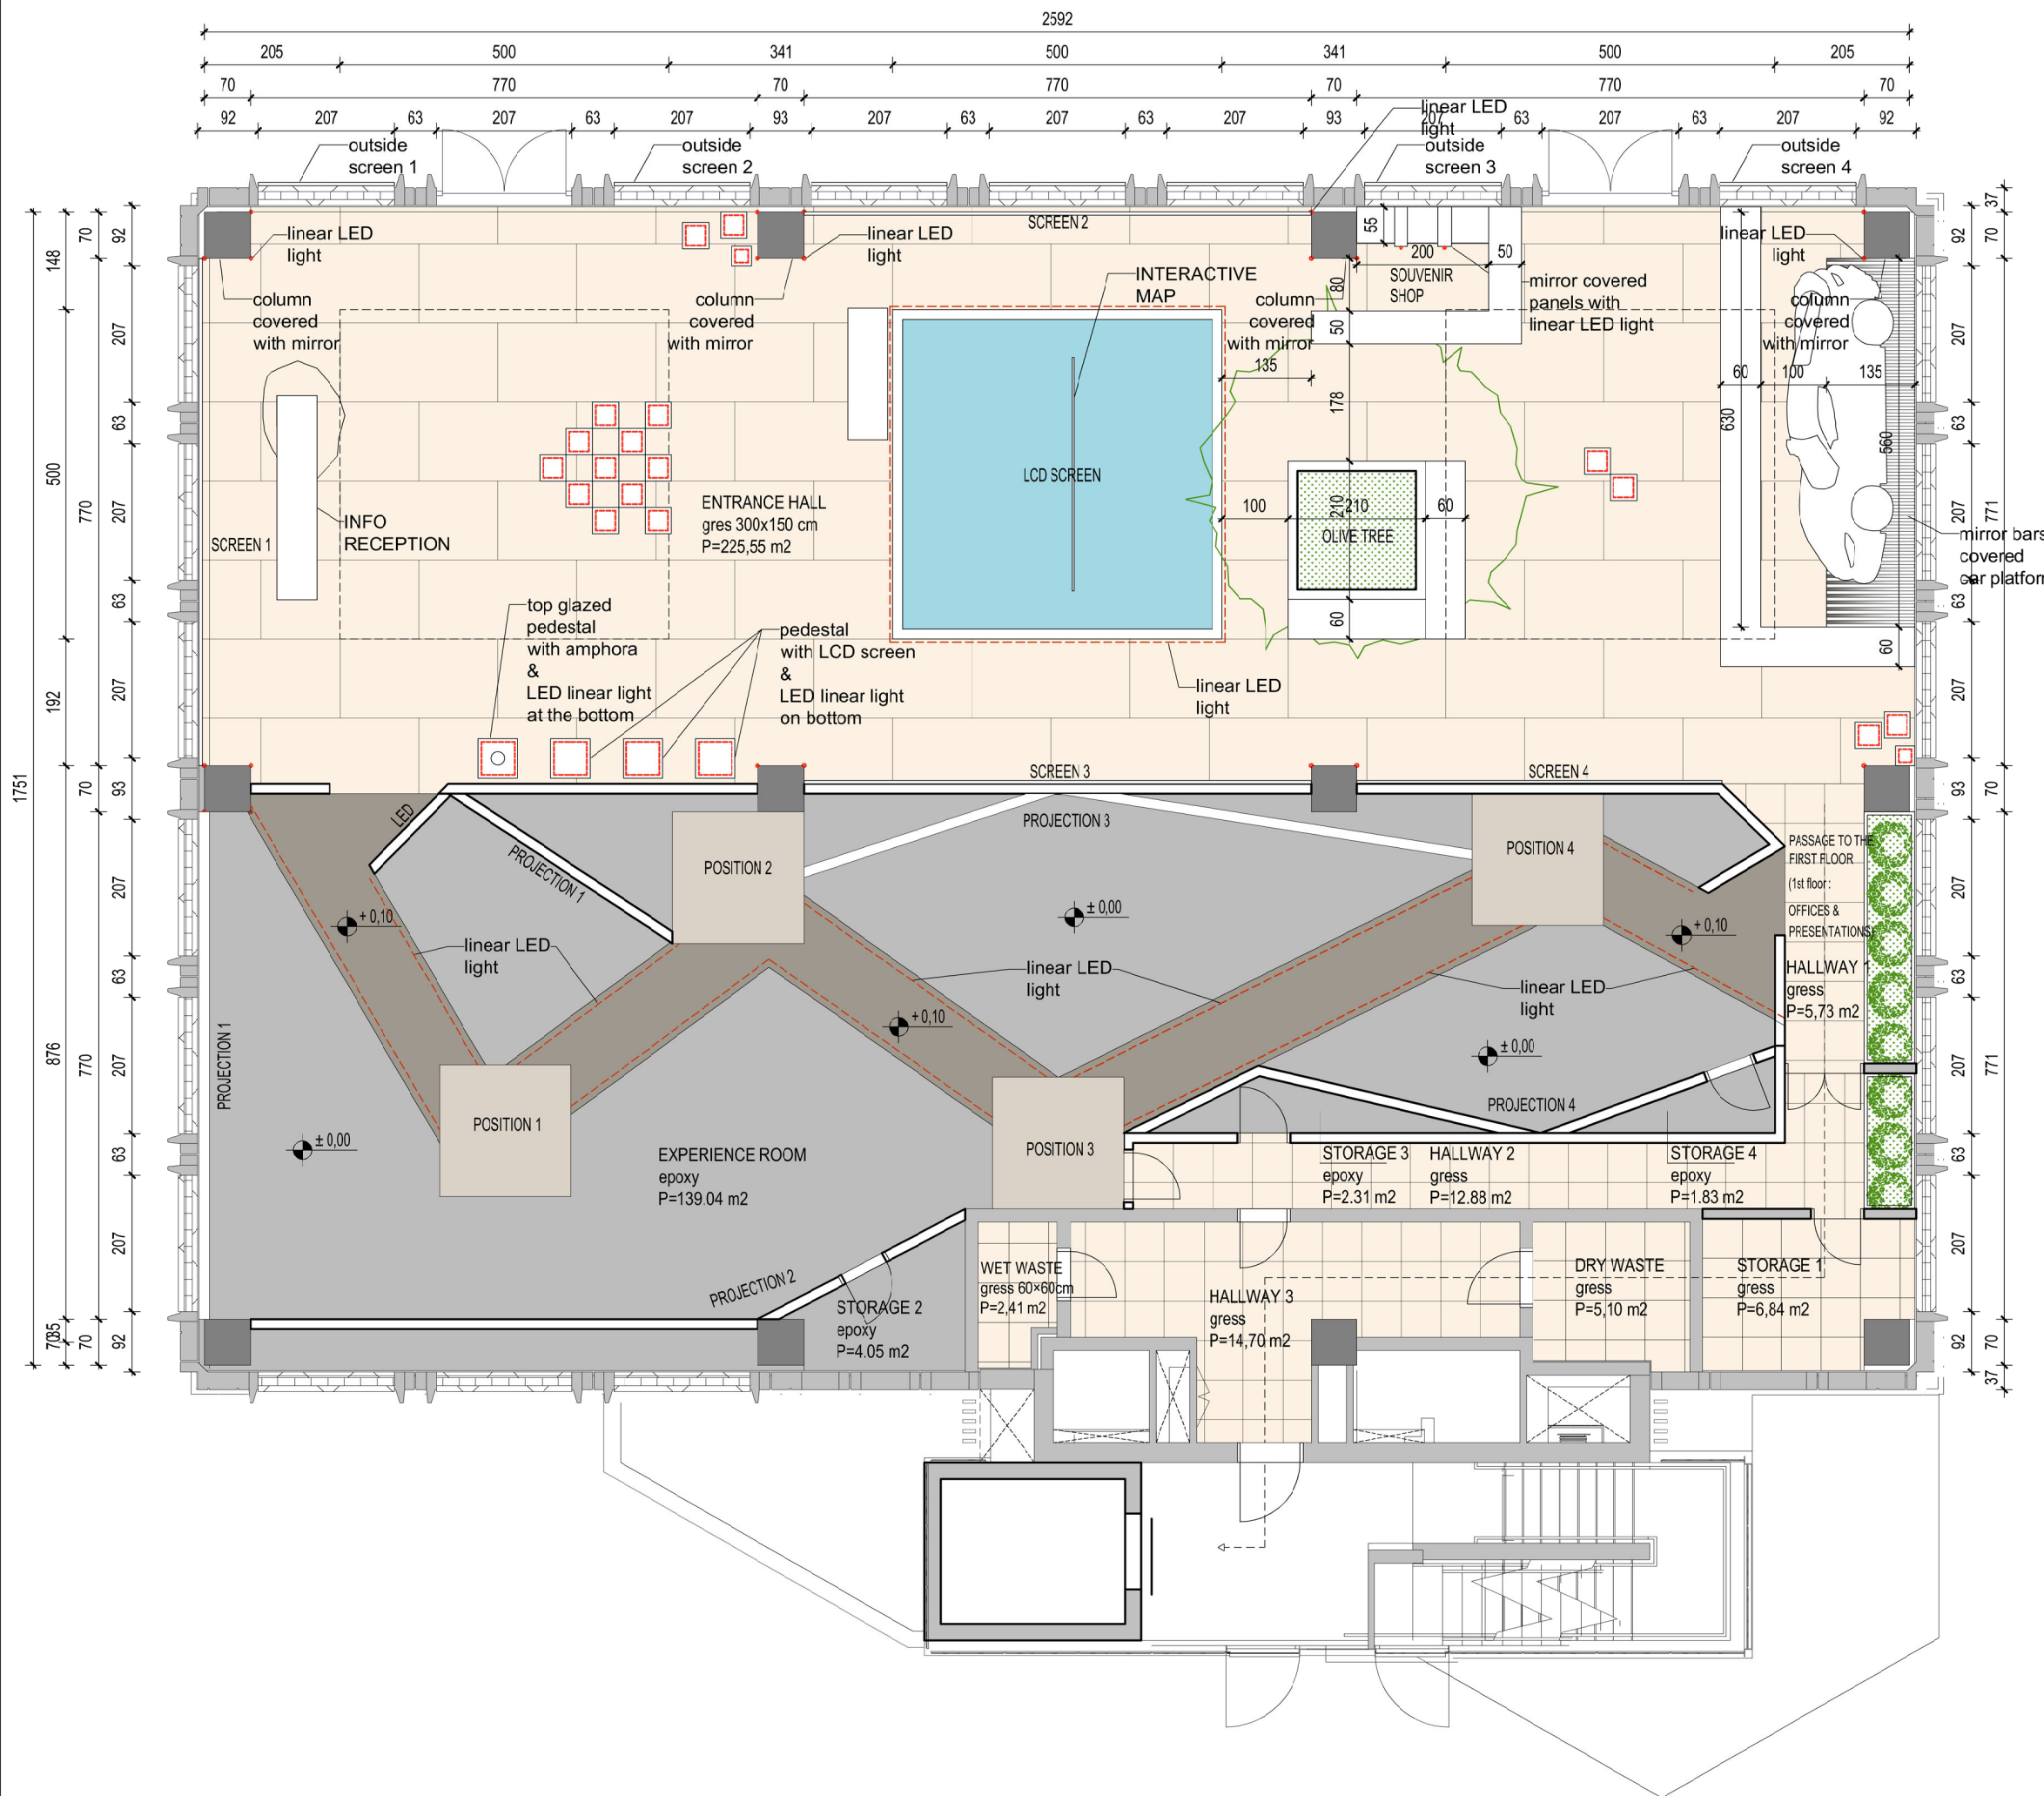 2592
205 500 341 500 341 500 205
70 770 70 770 70 770 70
92 207 63 207 63 207 93 207 63 207 63 207 93 207 63 207 63 207 92
linear LED
light
outside
screen 1
outside
screen 2
outside
screen 3
outside
screen 4
SCREEN 2
linear LED
light
linear LED
light
linear LED
light
55
200
50
SOUVENIR
SHOP
80
50
INTERACTIVE
MAP
mirror covered
panels with
linear LED light
column
covered
with mirror
column
covered
with mirror
column
covered
with mirror
column
covered
with mirror
135
178
60
100
135
630
560
60
LCD SCREEN
100
210
210
60
OLIVE TREE
60
ENTRANCE HALL
gres 300x150 cm
P=225,55 m2
SCREEN 1
INFO
RECEPTION
mirror bars
covered
car platform
top glazed
pedestal
with amphora
&
LED linear light
at the bottom
pedestal
with LCD screen
&
LED linear light
on bottom
linear LED
light
SCREEN 3
SCREEN 4
LED
PROJECTION 1
POSITION 2
PROJECTION 3
POSITION 4
PASSAGE TO THE
FIRST FLOOR
(1st floor :
OFFICES &
PRESENTATIONS)
HALLWAY 1
gress
P=5,73 m2
+ 0,10
± 0,00
+ 0,10
linear LED
light
linear LED
light
linear LED
light
+ 0,10
± 0,00
PROJECTION 1
± 0,00
POSITION 1
POSITION 3
PROJECTION 4
EXPERIENCE ROOM
epoxy
P=139.04 m2
STORAGE 3
epoxy
P=2.31 m2
HALLWAY 2
gress
P=12.88 m2
STORAGE 4
epoxy
P=1.83 m2
PROJECTION 2
STORAGE 2
epoxy
P=4.05 m2
WET WASTE
gress 60×60cm
P=2,41 m2
HALLWAY 3
gress
P=14,70 m2
DRY WASTE
gress
P=5,10 m2
STORAGE 1
gress
P=6,84 m2
1751
148
500
192
876
35
70
70
770
70
770
70
92
207
63
207
63
207
93
207
63
207
63
207
92
92
207
63
207
63
207
93
207
63
207
63
207
92
37
70
771
70
771
70
37